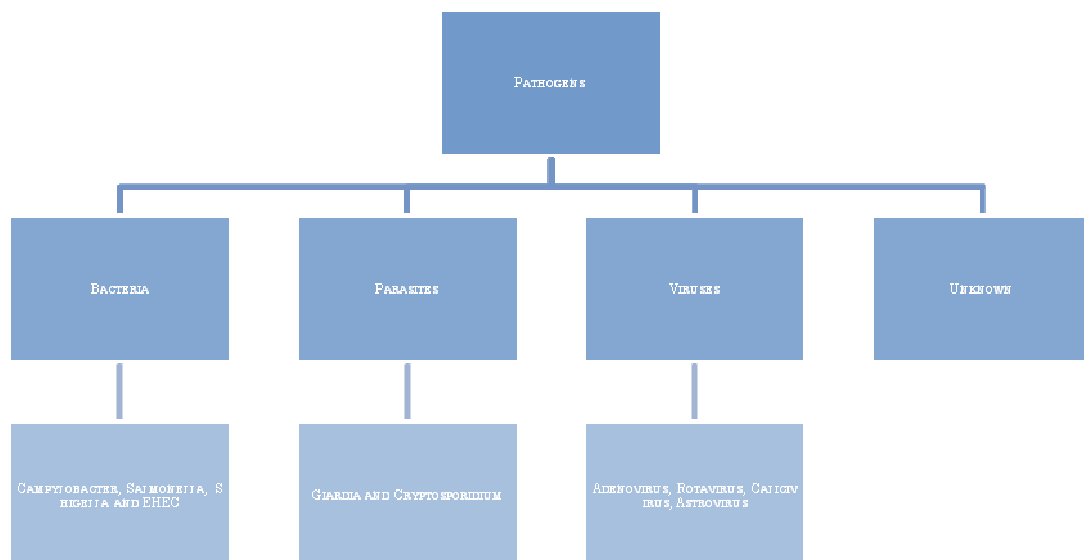 PATHOGENS
BACTERIA
PARASITES
VIRUSES
UNKNOWN
CAMPYLOBACTER, SALMONELLA, S
HIGELLA AND EHEC
GIARDIA AND CRYPTOSPORIDIUM
ADENOVIRUS, ROTAVIRUS, CALICIV
IRUS, ASTROVIRUS